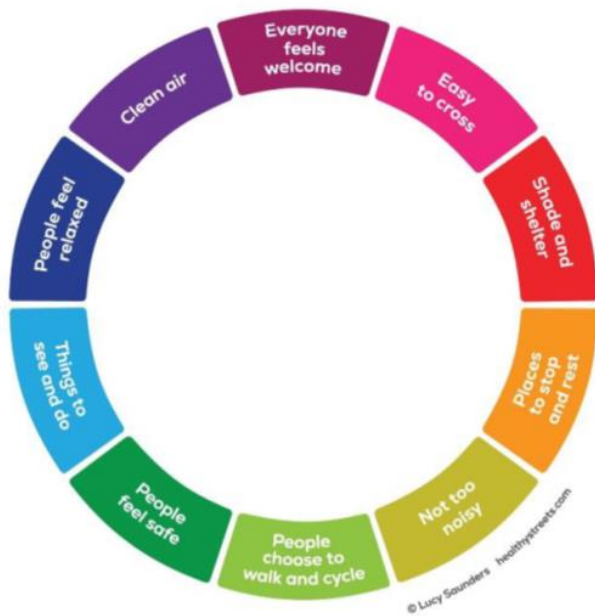 Everyone
feels
welcome
Easy
to cross
Shade and
shelter
Places
to stop
and rest
Not too
noisy
People
choose to
walk and cycle
People
feel safe
Things to
see and do
People feel
relaxed
Clean air
© Lucy Saunders healthystreets.com